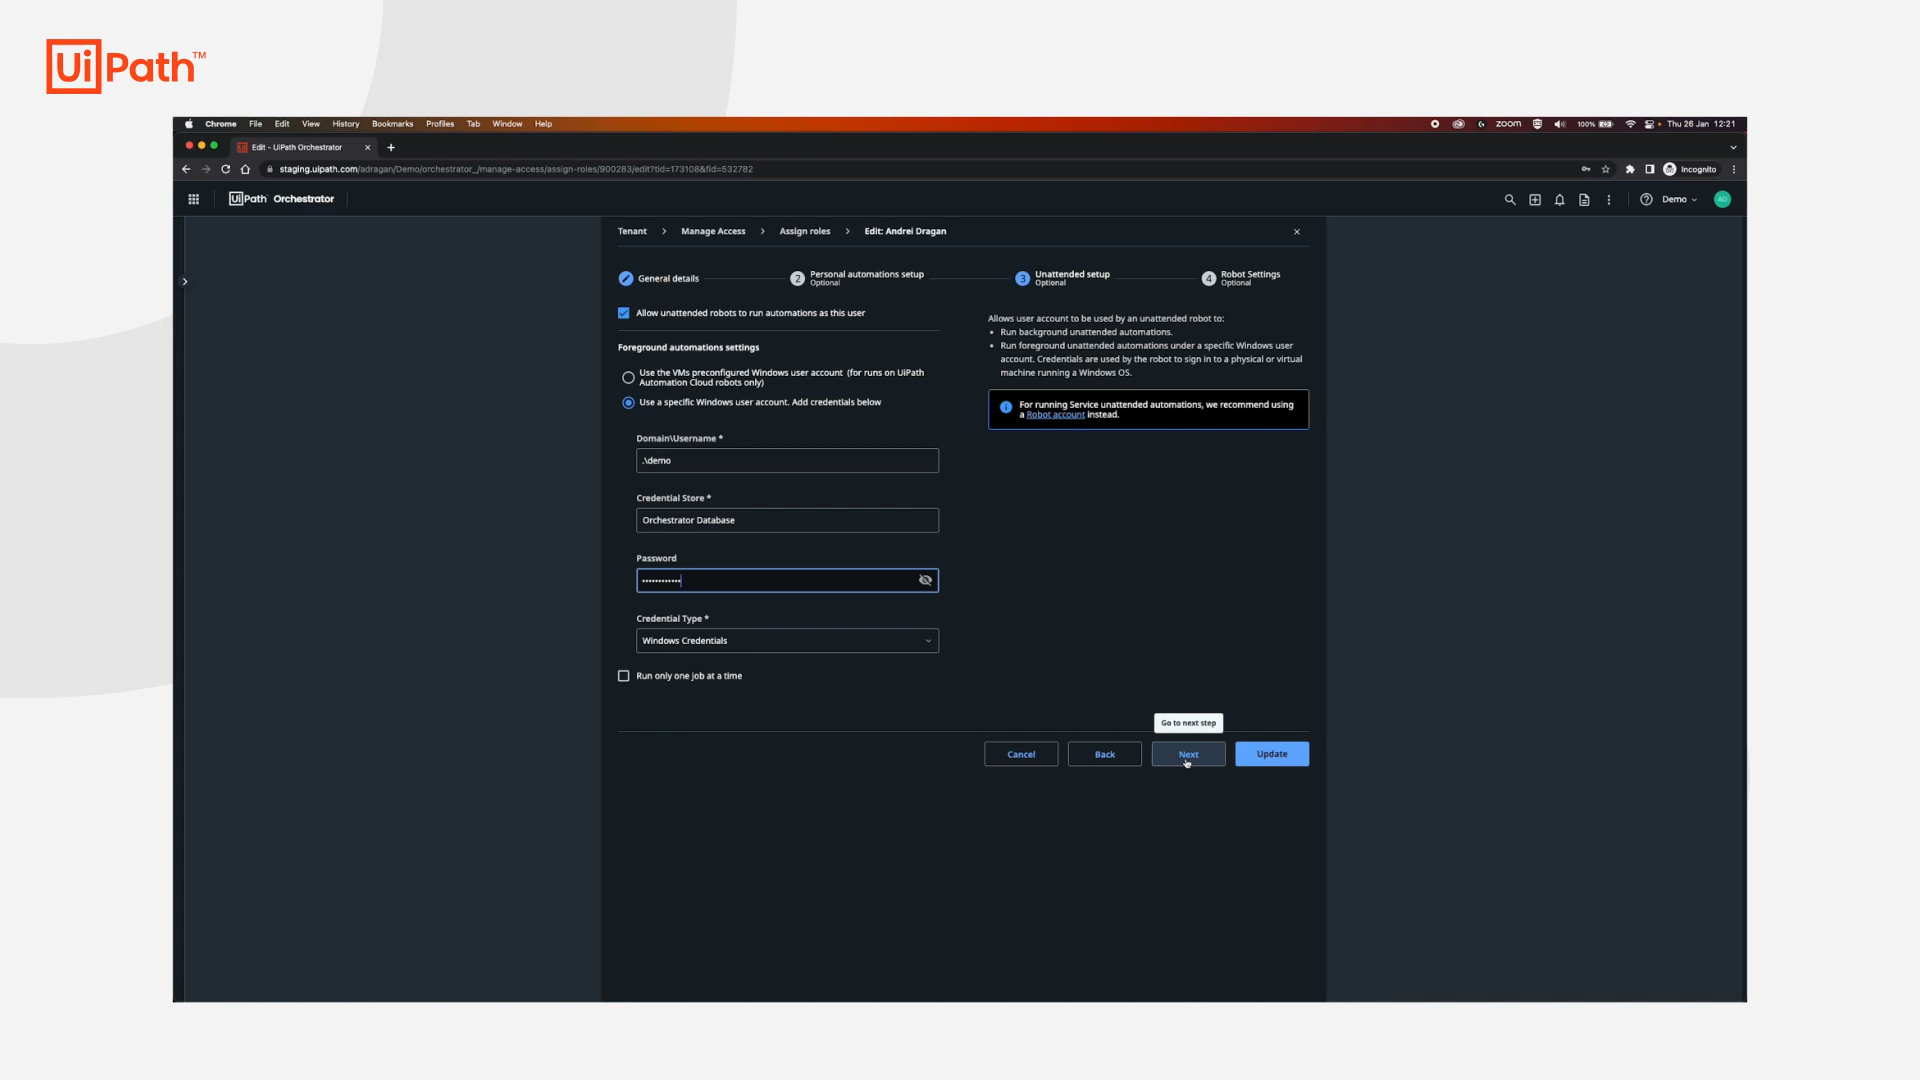 UiPath™
Chrome File Edit View History Bookmarks Profiles Tab Window Help
zoom 100% Thu 26 Jan 12:21
Edit - UiPath Orchestrator
staging.uipath.com/adragan/Demo/orchestrator_/manage-access/assign-roles/900283/edit?tid=173108&fid=532782
Incognito
UiPath Orchestrator
Demo
AD
Tenant > Manage Access > Assign roles > Edit: Andrei Dragan
General details
2 Personal automations setup
Optional
3 Unattended setup
Optional
4 Robot Settings
Optional
Allow unattended robots to run automations as this user
Foreground automations settings
Use the VMs preconfigured Windows user account (for runs on UiPath
Automation Cloud robots only)
Use a specific Windows user account. Add credentials below
Domain\Username *
.\demo
Credential Store *
Orchestrator Database
Password
••••••••••••
Credential Type *
Windows Credentials
Run only one job at a time
Allows user account to be used by an unattended robot to:
• Run background unattended automations.
• Run foreground unattended automations under a specific Windows user
account. Credentials are used by the robot to sign in to a physical or virtual
machine running a Windows OS.
For running Service unattended automations, we recommend using
a Robot account instead.
Go to next step
Cancel Back Next Update